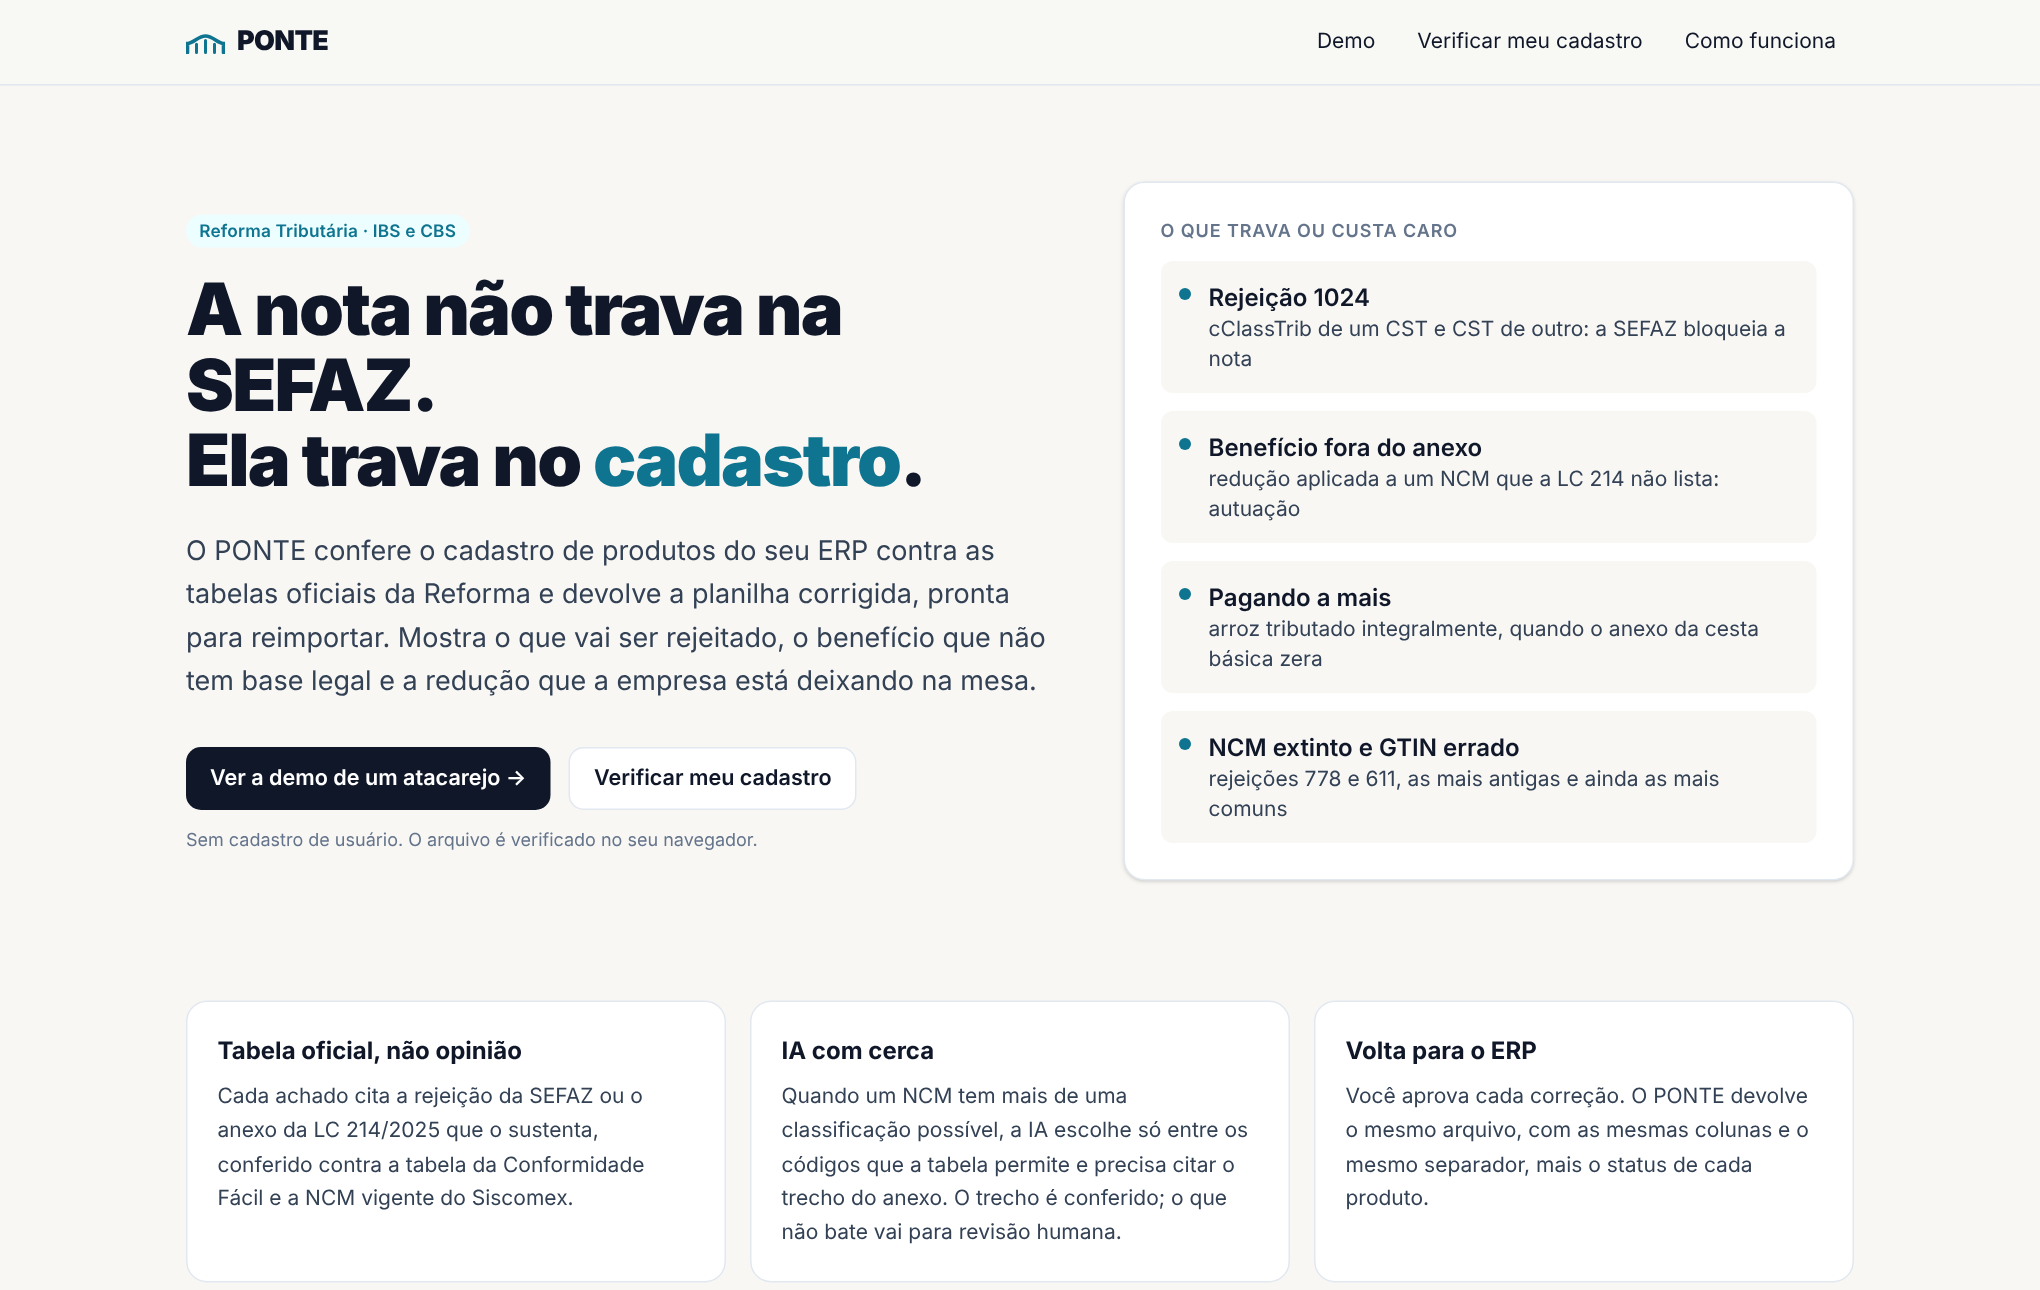 PONTE
Demo
Verificar meu cadastro
Como funciona
Reforma Tributária · IBS e CBS
A nota não trava na
SEFAZ.
Ela trava no cadastro.
O PONTE confere o cadastro de produtos do seu ERP contra as
tabelas oficiais da Reforma e devolve a planilha corrigida, pronta
para reimportar. Mostra o que vai ser rejeitado, o benefício que não
tem base legal e a redução que a empresa está deixando na mesa.
Ver a demo de um atacarejo →
Verificar meu cadastro
Sem cadastro de usuário. O arquivo é verificado no seu navegador.
O QUE TRAVA OU CUSTA CARO
Rejeição 1024
cClassTrib de um CST e CST de outro: a SEFAZ bloqueia a
nota
Benefício fora do anexo
redução aplicada a um NCM que a LC 214 não lista:
autuação
Pagando a mais
arroz tributado integralmente, quando o anexo da cesta
básica zera
NCM extinto e GTIN errado
rejeições 778 e 611, as mais antigas e ainda as mais
comuns
Tabela oficial, não opinião
Cada achado cita a rejeição da SEFAZ ou o
anexo da LC 214/2025 que o sustenta,
conferido contra a tabela da Conformidade
Fácil e a NCM vigente do Siscomex.
IA com cerca
Quando um NCM tem mais de uma
classificação possível, a IA escolhe só entre os
códigos que a tabela permite e precisa citar o
trecho do anexo. O trecho é conferido; o que
não bate vai para revisão humana.
Volta para o ERP
Você aprova cada correção. O PONTE devolve
o mesmo arquivo, com as mesmas colunas e o
mesmo separador, mais o status de cada
produto.